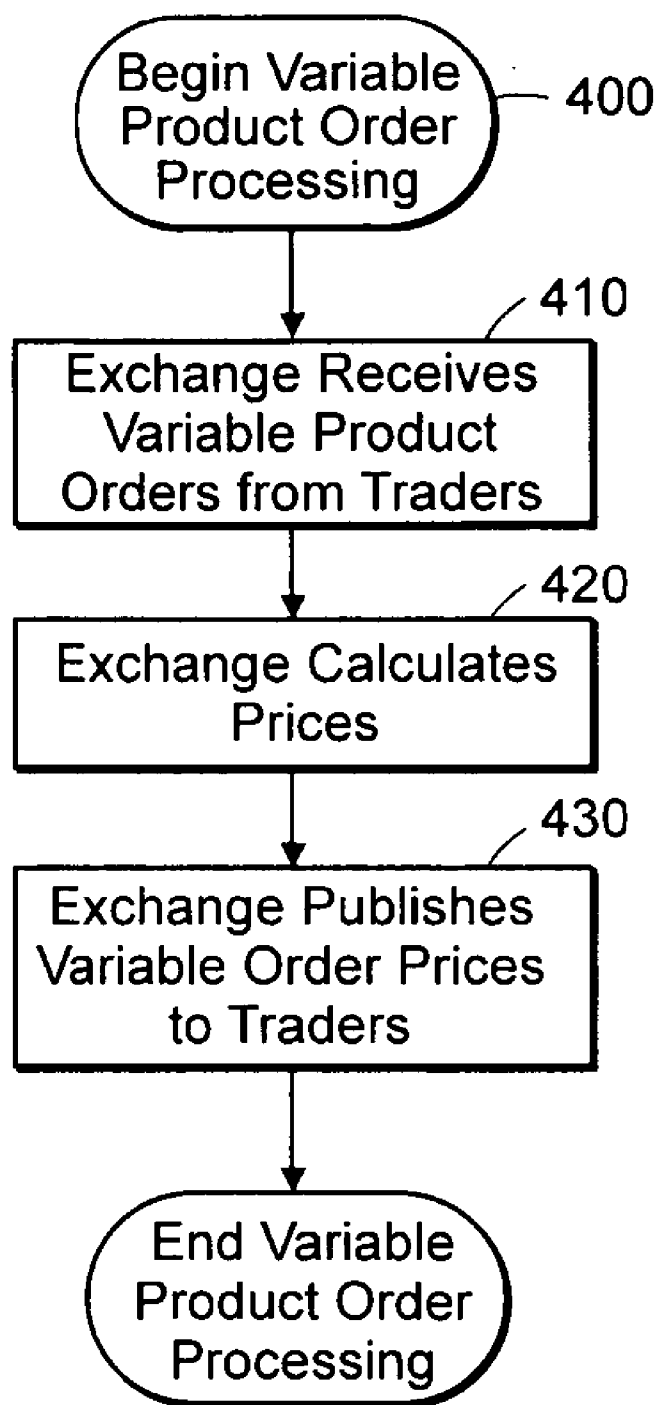 Begin Variable
Product Order
Processing
400
410
Exchange Receives
Variable Product
Orders from Traders
420
Exchange Calculates
Prices
430
Exchange Publishes
Variable Order Prices
to Traders
End Variable
Product Order
Processing